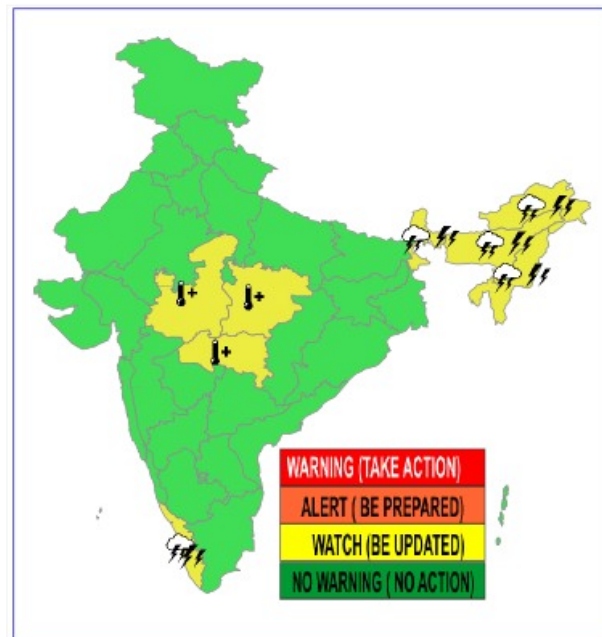 WARNING (TAKE ACTION)
ALERT ( BE PREPARED)
WATCH (BE UPDATED)
NO WARNING ( NO ACTION)